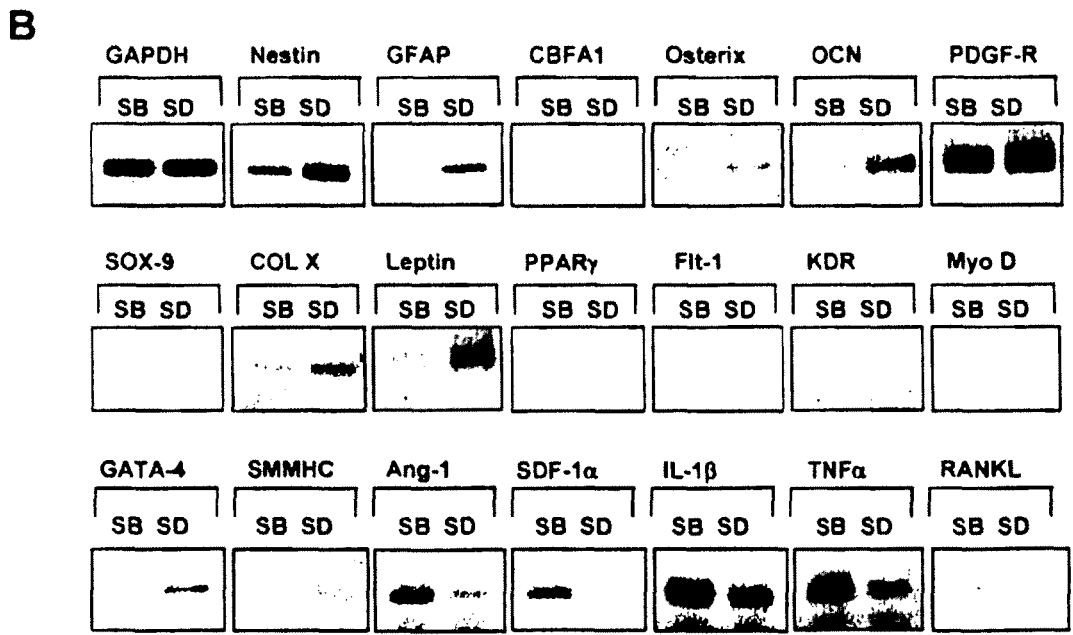 B
GAPDH Nestin GFAP CBFA1 Osterix OCN PDGF-R
SB SD SB SD SB SD SB SD SB SD SB SD SB SD
SOX-9 COL X Leptin PPARγ Flt-1 KDR Myo D
SB SD SB SD SB SD SB SD SB SD SB SD SB SD
GATA-4 SMMHC Ang-1 SDF-1α IL-1β TNFα RANKL
SB SD SB SD SB SD SB SD SB SD SB SD SB SD